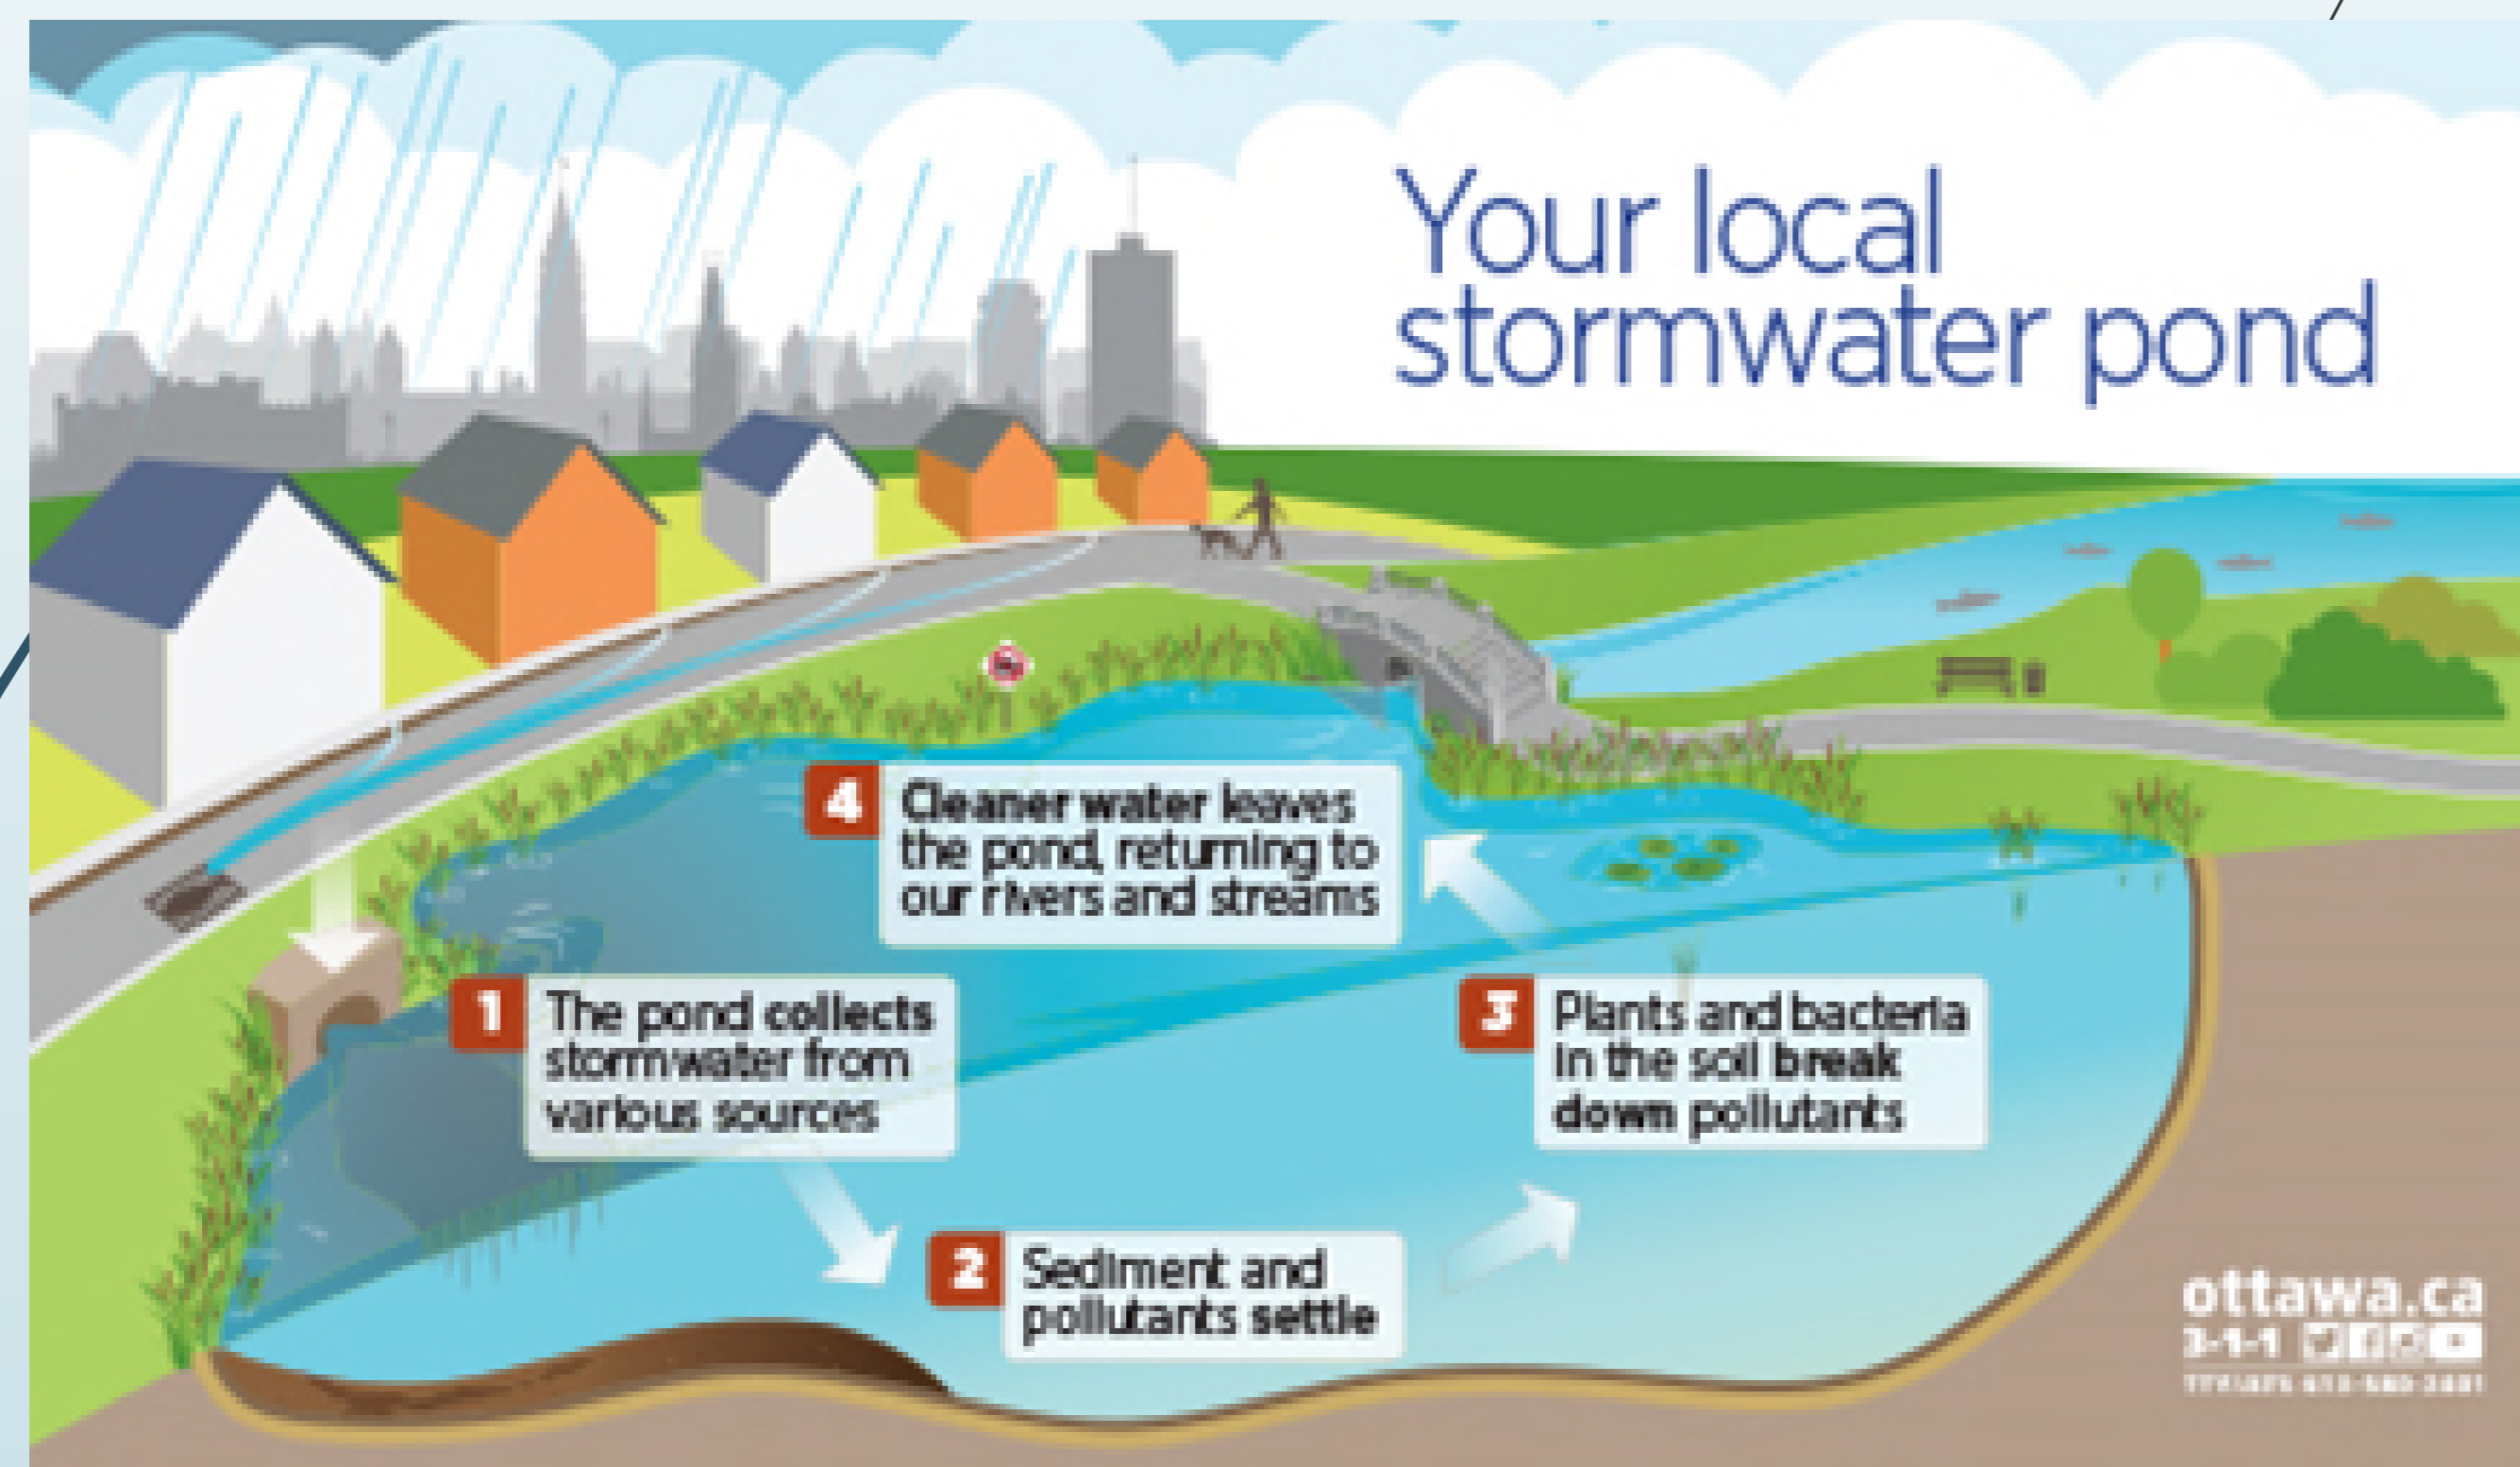 Your local
stormwater pond
4
Cleaner water leaves
the pond, returning to
our rivers and streams
1
The pond collects
stormwater from
various sources
3
Plants and bacteria
in the soil break
down pollutants
2
Sediment and
pollutants settle
ottawa.ca
3-1-1